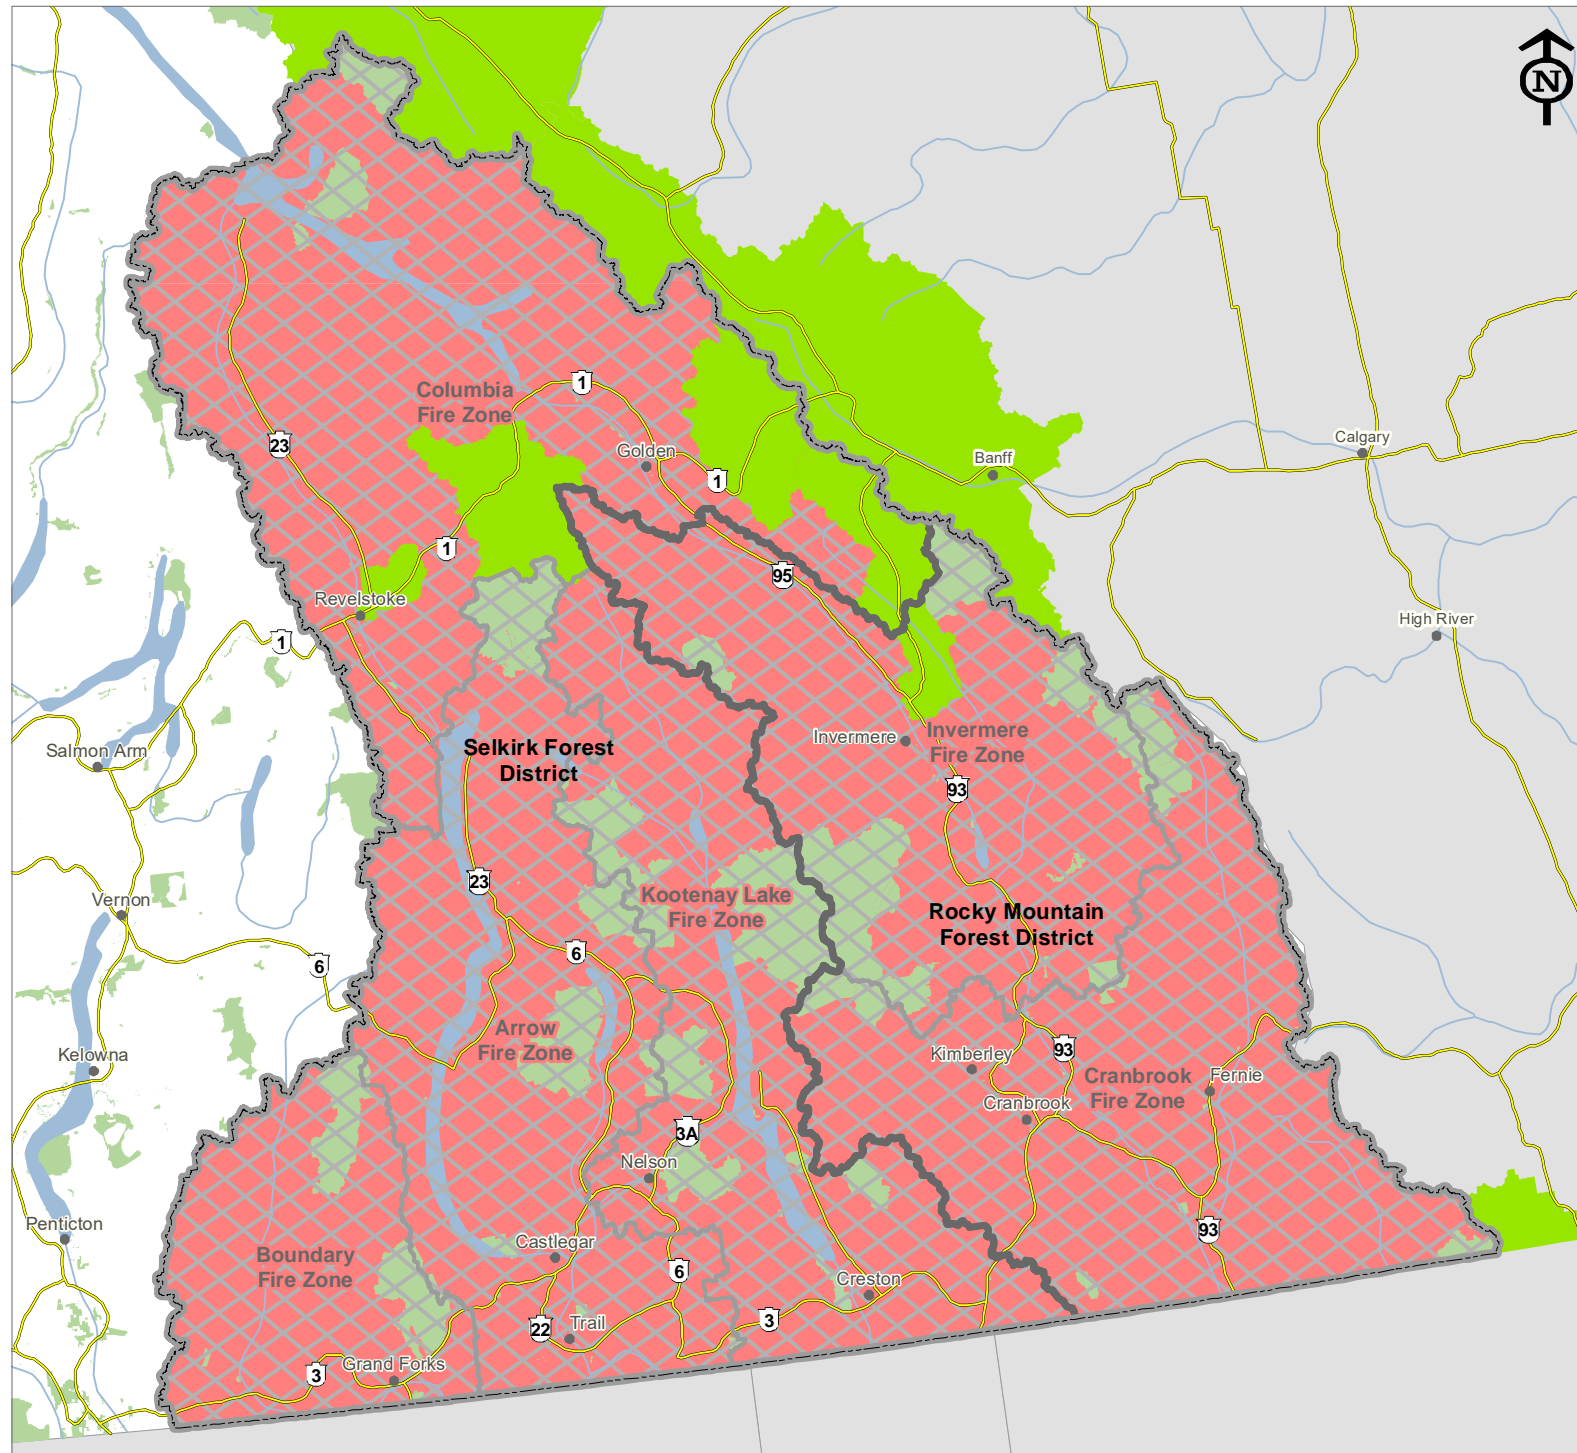 N
Columbia
Fire Zone
1
23
Golden
1
Banff
Calgary
1
95
Revelstoke
1
High River
Salmon Arm
Selkirk Forest
District
Invermere
Invermere
Fire Zone
93
23
Vernon
Kootenay Lake
Fire Zone
Rocky Mountain
Forest District
6
6
Arrow
Fire Zone
Kelowna
Kimberley
93
Cranbrook
Fire Zone
Fernie
Cranbrook
3A
Nelson
Penticton
Castlegar
Boundary
Fire Zone
6
93
Creston
22
Trail
3
Grand Forks
3